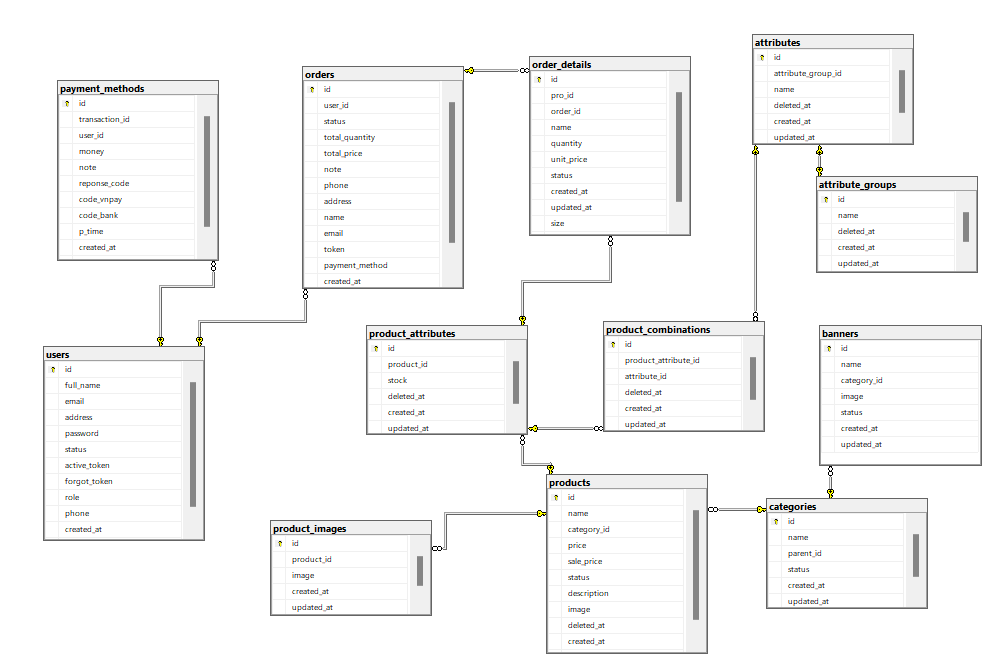 payment_methods
id
transaction_id
user_id
money
note
reponse_code
code_vnpay
code_bank
p_time
created_at
orders
id
user_id
status
total_quantity
total_price
note
phone
address
name
email
token
payment_method
created_at
order_details
id
pro_id
order_id
name
quantity
unit_price
status
created_at
updated_at
size
attributes
id
attribute_group_id
name
deleted_at
created_at
updated_at
attribute_groups
id
name
deleted_at
created_at
updated_at
users
id
full_name
email
address
password
status
active_token
forgot_token
role
phone
created_at
product_attributes
id
product_id
stock
deleted_at
created_at
updated_at
product_combinations
id
product_attribute_id
attribute_id
deleted_at
created_at
updated_at
banners
id
name
category_id
image
status
created_at
updated_at
product_images
id
product_id
image
created_at
updated_at
products
id
name
category_id
price
sale_price
status
description
image
deleted_at
created_at
categories
id
name
parent_id
status
created_at
updated_at